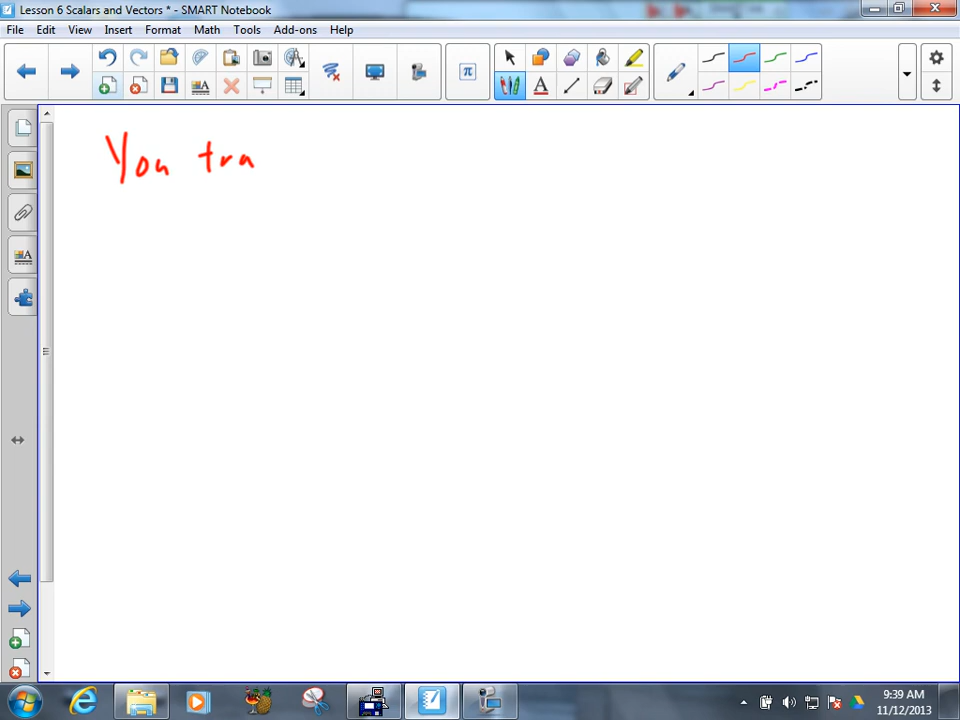 Lesson 6 Scalars and Vectors * - SMART Notebook
File Edit View Insert Format Math Tools Add-ons Help
You tra
9:39 AM
11/12/2013